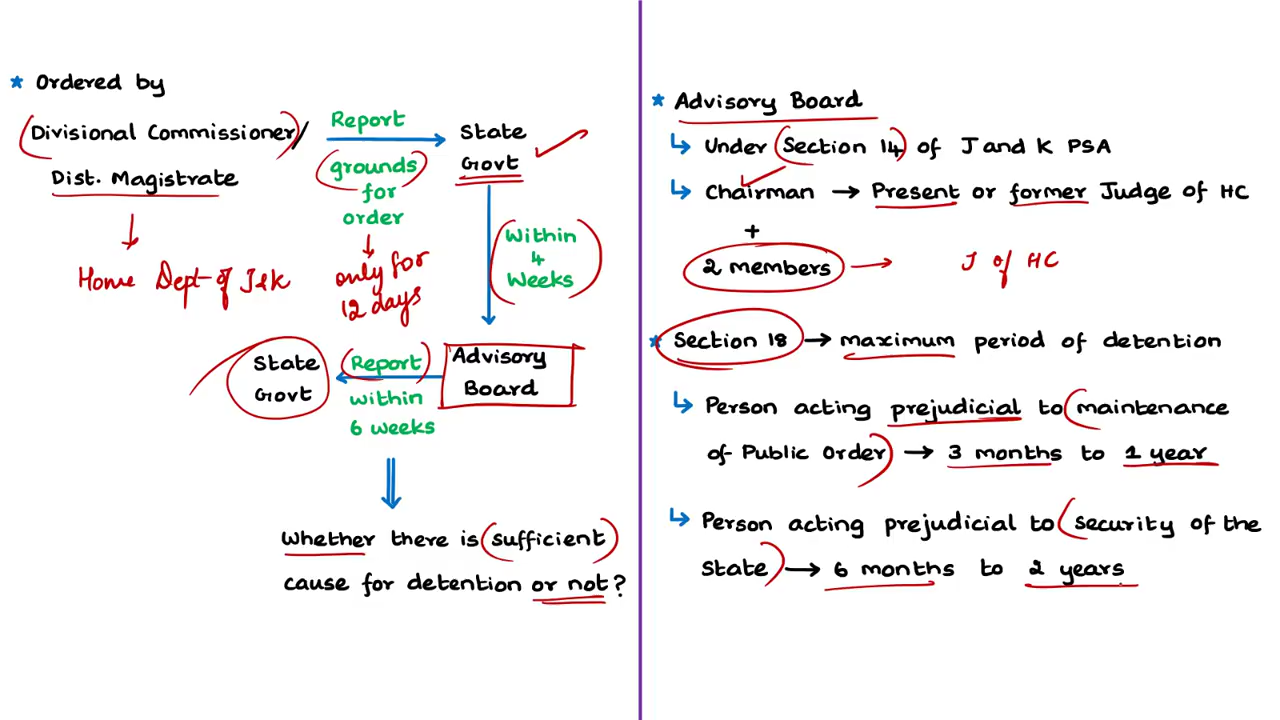 * Ordered by
Divisional Commissioner/
Dist. Magistrate
Home Dept of J&K
Report
grounds
for
order
only for
12 days
State
Govt
Within
4
Weeks
Advisory
Board
Report
within
6 weeks
State
Govt
Whether there is sufficient
cause for detention or not?
* Advisory Board
↳ Under Section 14 of J and K PSA
↳ Chairman → Present or former Judge of HC
+
2 members → J of HC
* Section 18 → maximum period of detention
↳ Person acting prejudicial to (maintenance
of Public Order) → 3 months to 1 year
↳ Person acting prejudicial to (security of the
state) → 6 months to 2 years